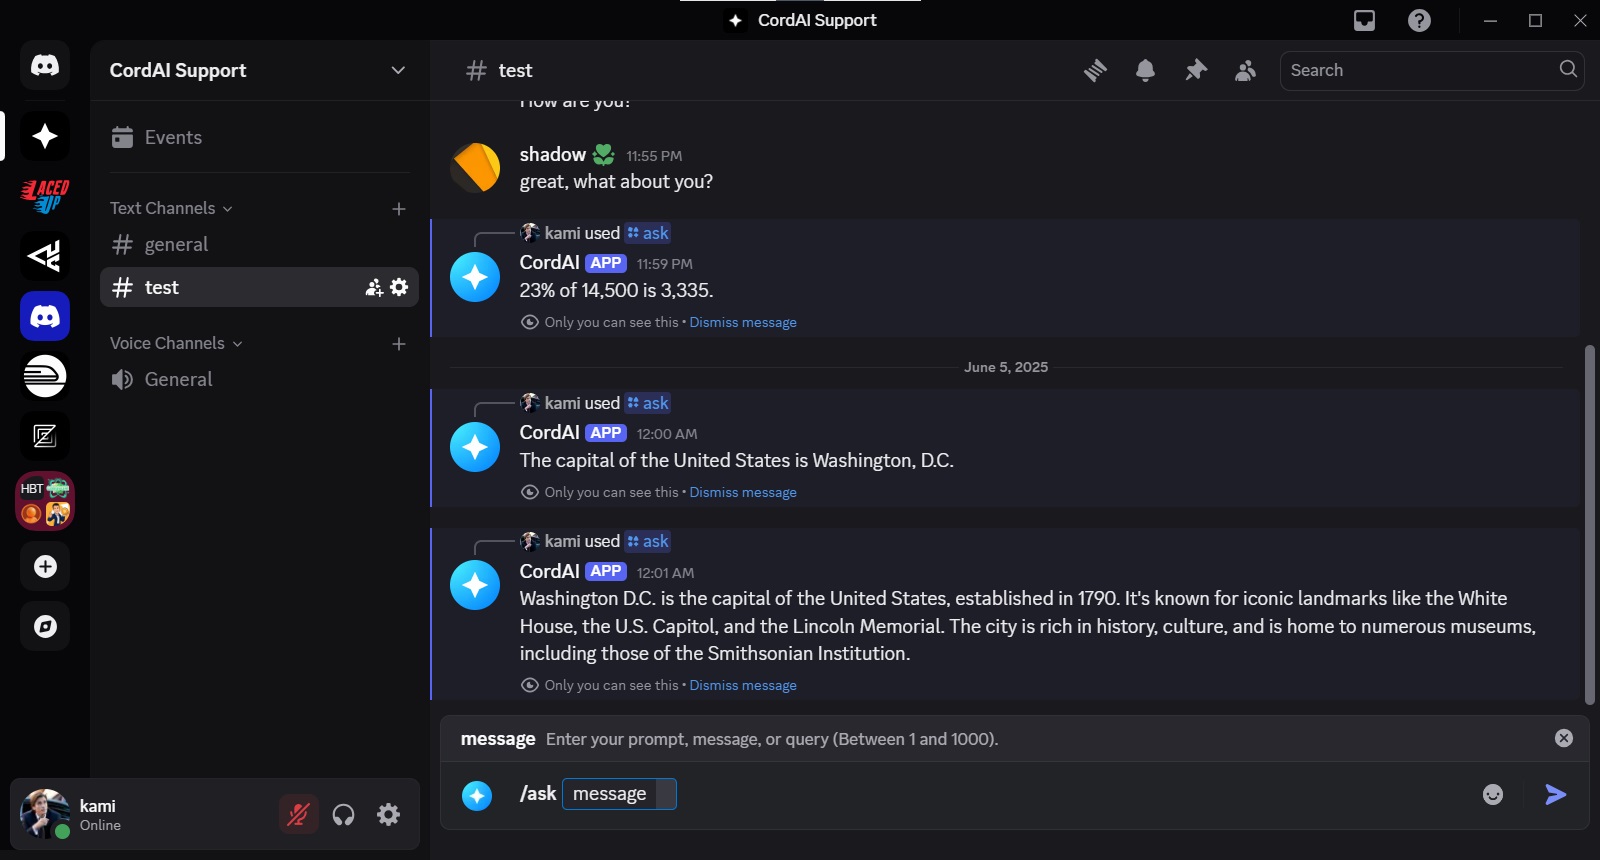 CordAI Support
CordAI Support
# test
Search
Events
Text Channels
general
test
Voice Channels
General
LACED UP
HBT
How are you?
shadow 11:55 PM
great, what about you?
kami used ask
CordAI APP 11:59 PM
23% of 14,500 is 3,335.
Only you can see this • Dismiss message
June 5, 2025
kami used ask
CordAI APP 12:00 AM
The capital of the United States is Washington, D.C.
Only you can see this • Dismiss message
kami used ask
CordAI APP 12:01 AM
Washington D.C. is the capital of the United States, established in 1790. It's known for iconic landmarks like the White
House, the U.S. Capitol, and the Lincoln Memorial. The city is rich in history, culture, and is home to numerous museums,
including those of the Smithsonian Institution.
Only you can see this • Dismiss message
message Enter your prompt, message, or query (Between 1 and 1000).
/ask message
kami
Online